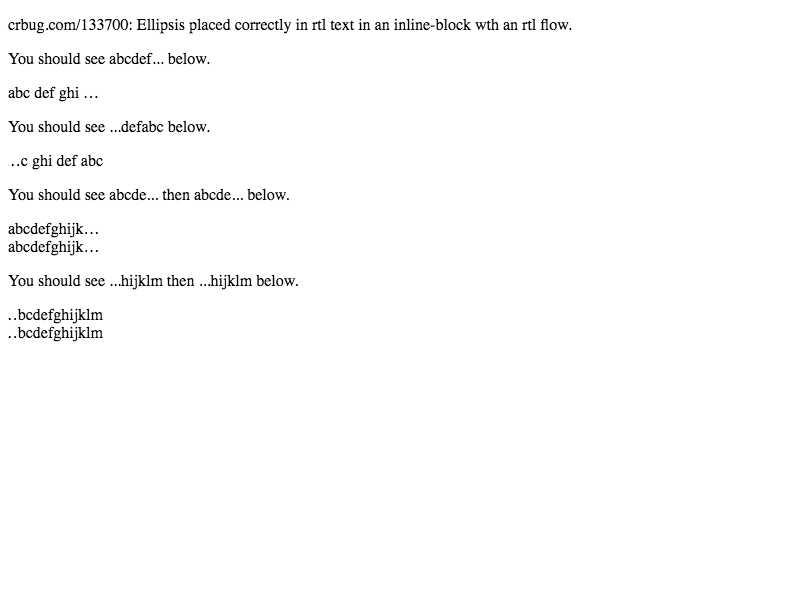 crbug.com/133700: Ellipsis placed correctly in rtl text in an inline-block wth an rtl flow.
You should see abcdef... below.
abc def ghi …
You should see ...defabc below.
..c ghi def abc
You should see abcde... then abcde... below.
abcdefghijk…
abcdefghijk…
You should see ...hijklm then ...hijklm below.
..bcdefghijklm
..bcdefghijklm